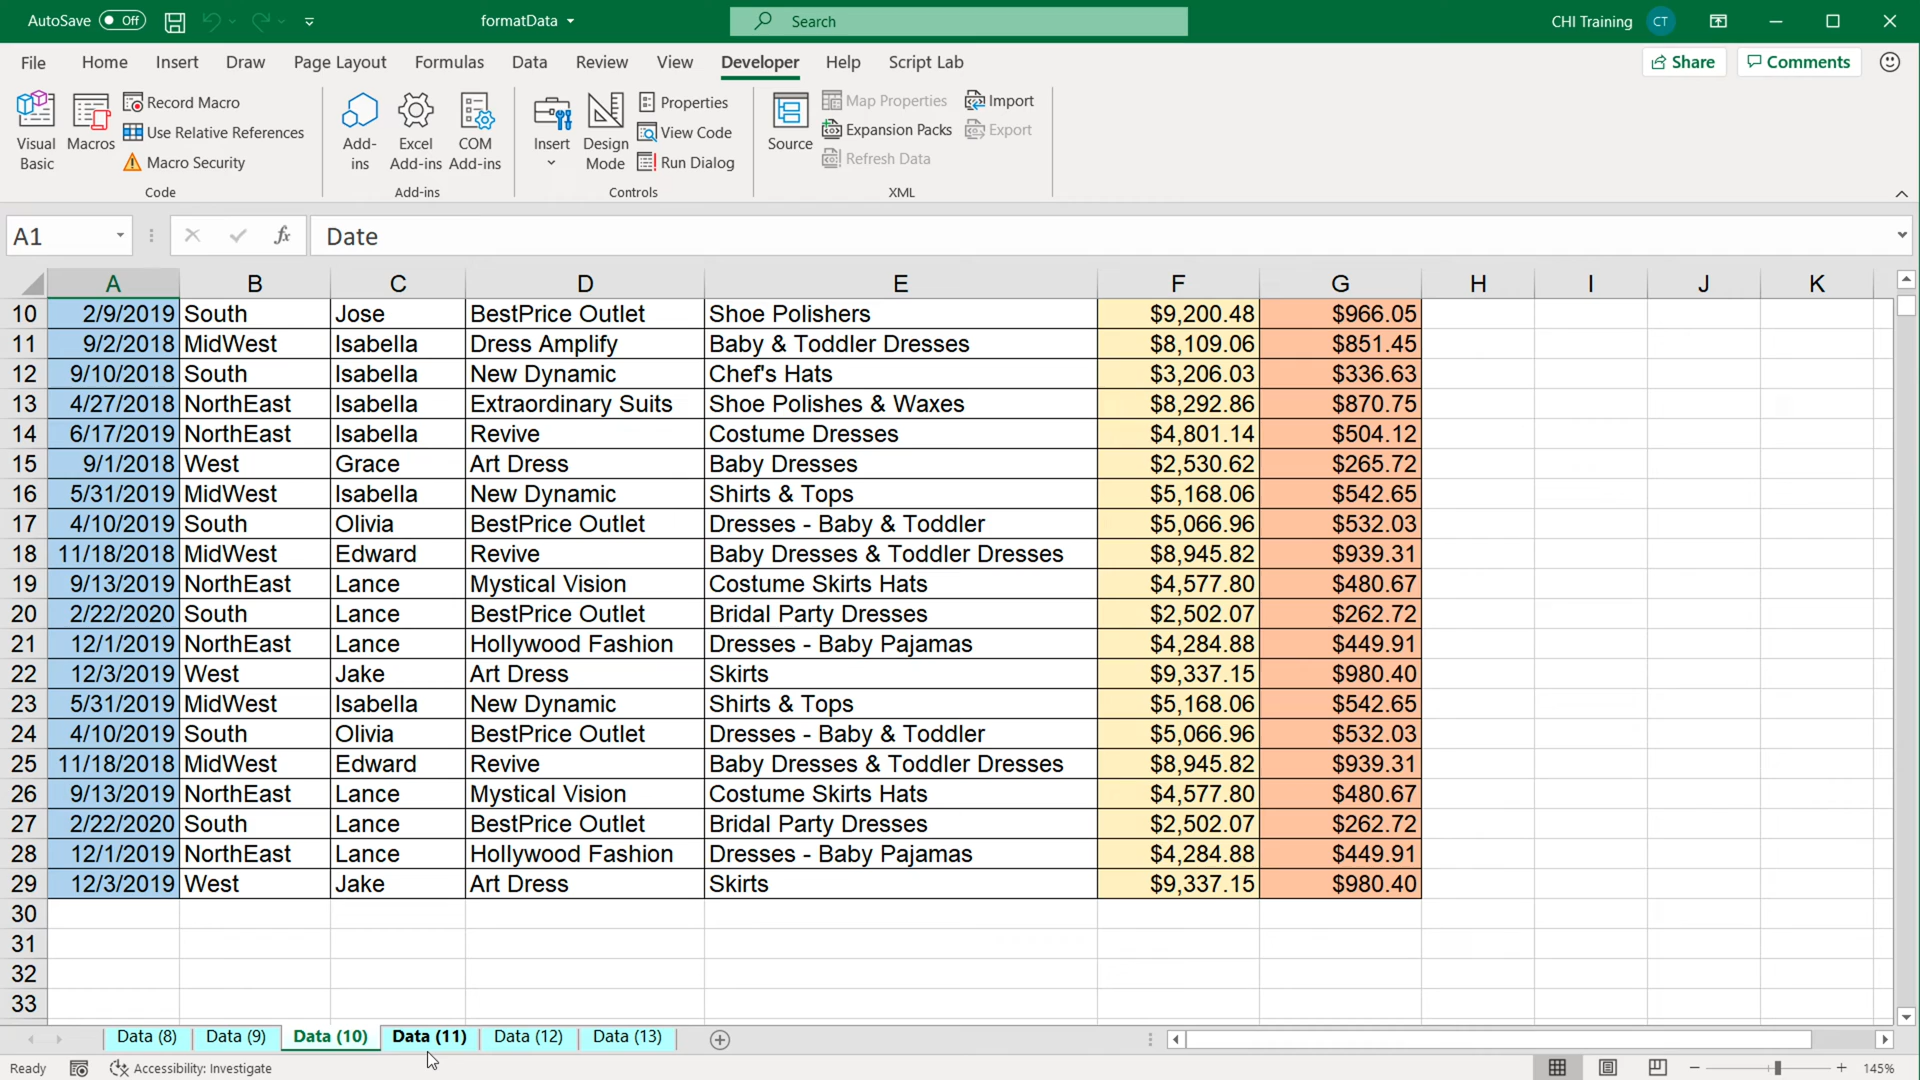 AutoSave Off formatData Search CHI Training CT
File Home Insert Draw Page Layout Formulas Data Review View Developer Help Script Lab Share Comments
Visual Basic
Macros
Record Macro
Use Relative References
Macro Security
Code
Add-ins
Excel Add-ins
COM Add-ins
Add-ins
Insert
Design Mode
Properties
View Code
Run Dialog
Controls
Source
Map Properties
Expansion Packs
Refresh Data
Import
Export
XML
A1 fx Date
A B C D E F G H I J K
10 2/9/2019 South Jose BestPrice Outlet Shoe Polishers $9,200.48 $966.05
11 9/2/2018 MidWest Isabella Dress Amplify Baby & Toddler Dresses $8,109.06 $851.45
12 9/10/2018 South Isabella New Dynamic Chef's Hats $3,206.03 $336.63
13 4/27/2018 NorthEast Isabella Extraordinary Suits Shoe Polishes & Waxes $8,292.86 $870.75
14 6/17/2019 NorthEast Isabella Revive Costume Dresses $4,801.14 $504.12
15 9/1/2018 West Grace Art Dress Baby Dresses $2,530.62 $265.72
16 5/31/2019 MidWest Isabella New Dynamic Shirts & Tops $5,168.06 $542.65
17 4/10/2019 South Olivia BestPrice Outlet Dresses - Baby & Toddler $5,066.96 $532.03
18 11/18/2018 MidWest Edward Revive Baby Dresses & Toddler Dresses $8,945.82 $939.31
19 9/13/2019 NorthEast Lance Mystical Vision Costume Skirts Hats $4,577.80 $480.67
20 2/22/2020 South Lance BestPrice Outlet Bridal Party Dresses $2,502.07 $262.72
21 12/1/2019 NorthEast Lance Hollywood Fashion Dresses - Baby Pajamas $4,284.88 $449.91
22 12/3/2019 West Jake Art Dress Skirts $9,337.15 $980.40
23 5/31/2019 MidWest Isabella New Dynamic Shirts & Tops $5,168.06 $542.65
24 4/10/2019 South Olivia BestPrice Outlet Dresses - Baby & Toddler $5,066.96 $532.03
25 11/18/2018 MidWest Edward Revive Baby Dresses & Toddler Dresses $8,945.82 $939.31
26 9/13/2019 NorthEast Lance Mystical Vision Costume Skirts Hats $4,577.80 $480.67
27 2/22/2020 South Lance BestPrice Outlet Bridal Party Dresses $2,502.07 $262.72
28 12/1/2019 NorthEast Lance Hollywood Fashion Dresses - Baby Pajamas $4,284.88 $449.91
29 12/3/2019 West Jake Art Dress Skirts $9,337.15 $980.40
30
31
32
33
Data (8) Data (9) Data (10) Data (11) Data (12) Data (13)
Ready Accessibility: Investigate 145%